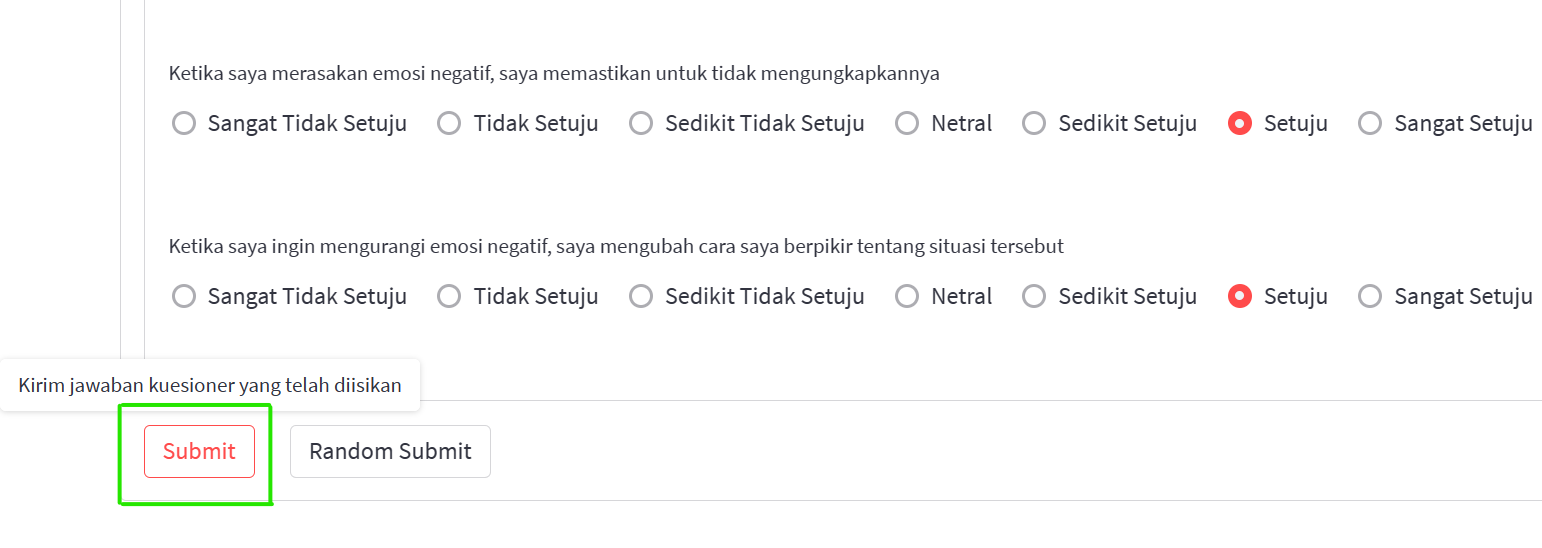 Ketika saya merasakan emosi negatif, saya memastikan untuk tidak mengungkapkannya
Sangat Tidak Setuju Tidak Setuju Sedikit Tidak Setuju Netral Sedikit Setuju Setuju Sangat Setuju
Ketika saya ingin mengurangi emosi negatif, saya mengubah cara saya berpikir tentang situasi tersebut
Sangat Tidak Setuju Tidak Setuju Sedikit Tidak Setuju Netral Sedikit Setuju Setuju Sangat Setuju
Kirim jawaban kuesioner yang telah diisikan
Submit Random Submit